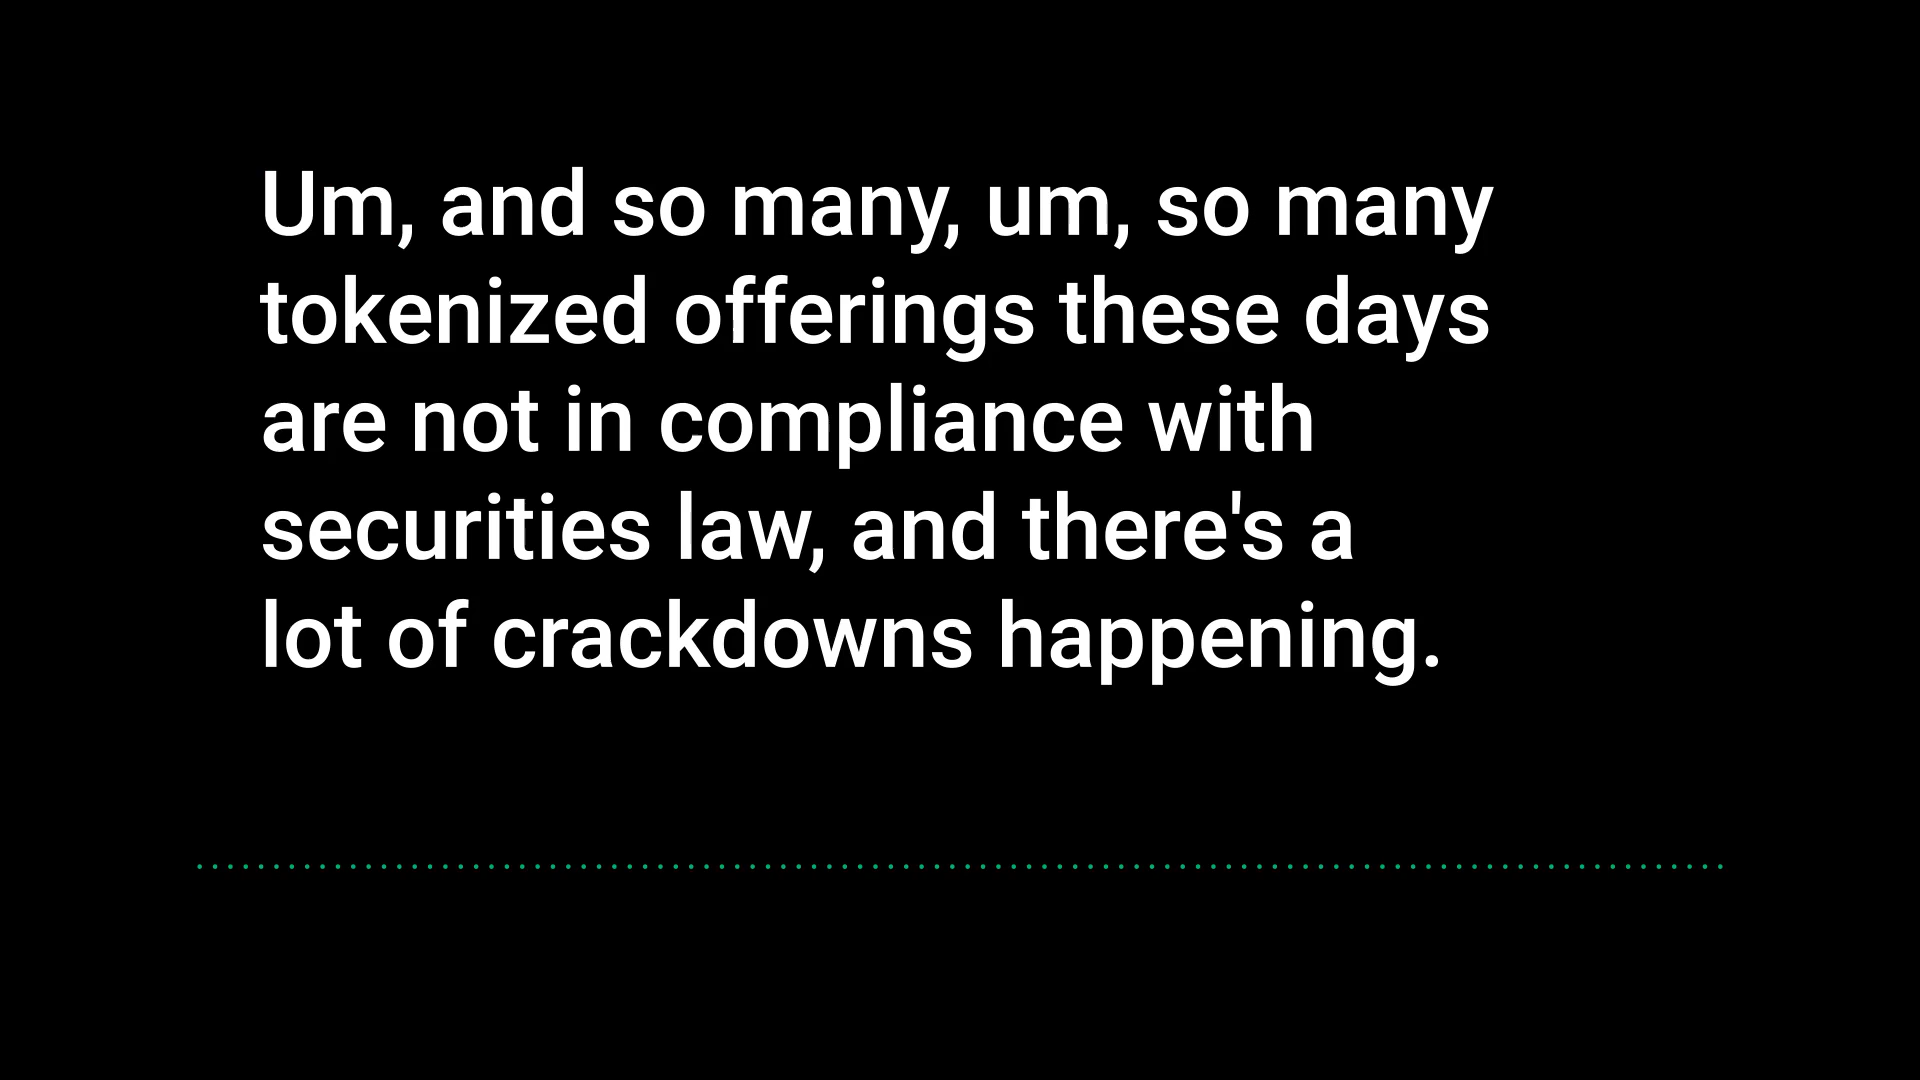 Um, and so many, um, so many
tokenized offerings these days
are not in compliance with
securities law, and there's a
lot of crackdowns happening.